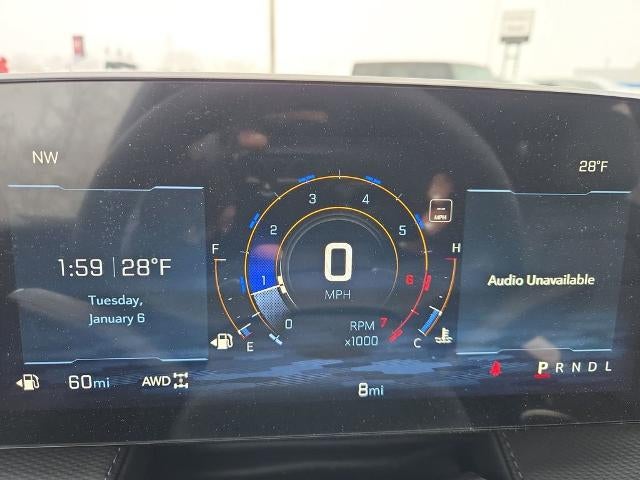 NW
28°F
1:59 28°F
Tuesday,
January 6
F
E
0
1
2
3
4
5
6
7
0
MPH
RPM
x1000
--
MPH
H
C
Audio Unavailable
60mi
AWD
8mi
P R N D L